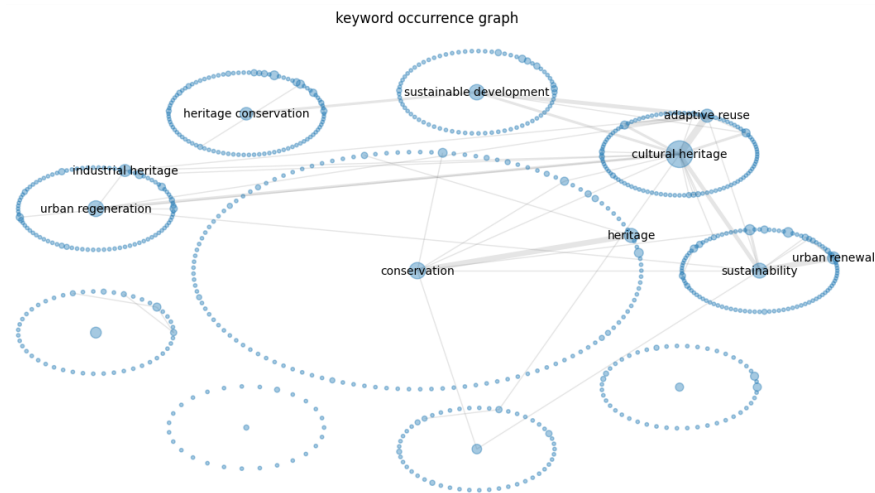 keyword occurrence graph
sustainable development
heritage conservation
adaptive reuse
cultural heritage
industrial heritage
urban regeneration
heritage
urban renewal
conservation
sustainability